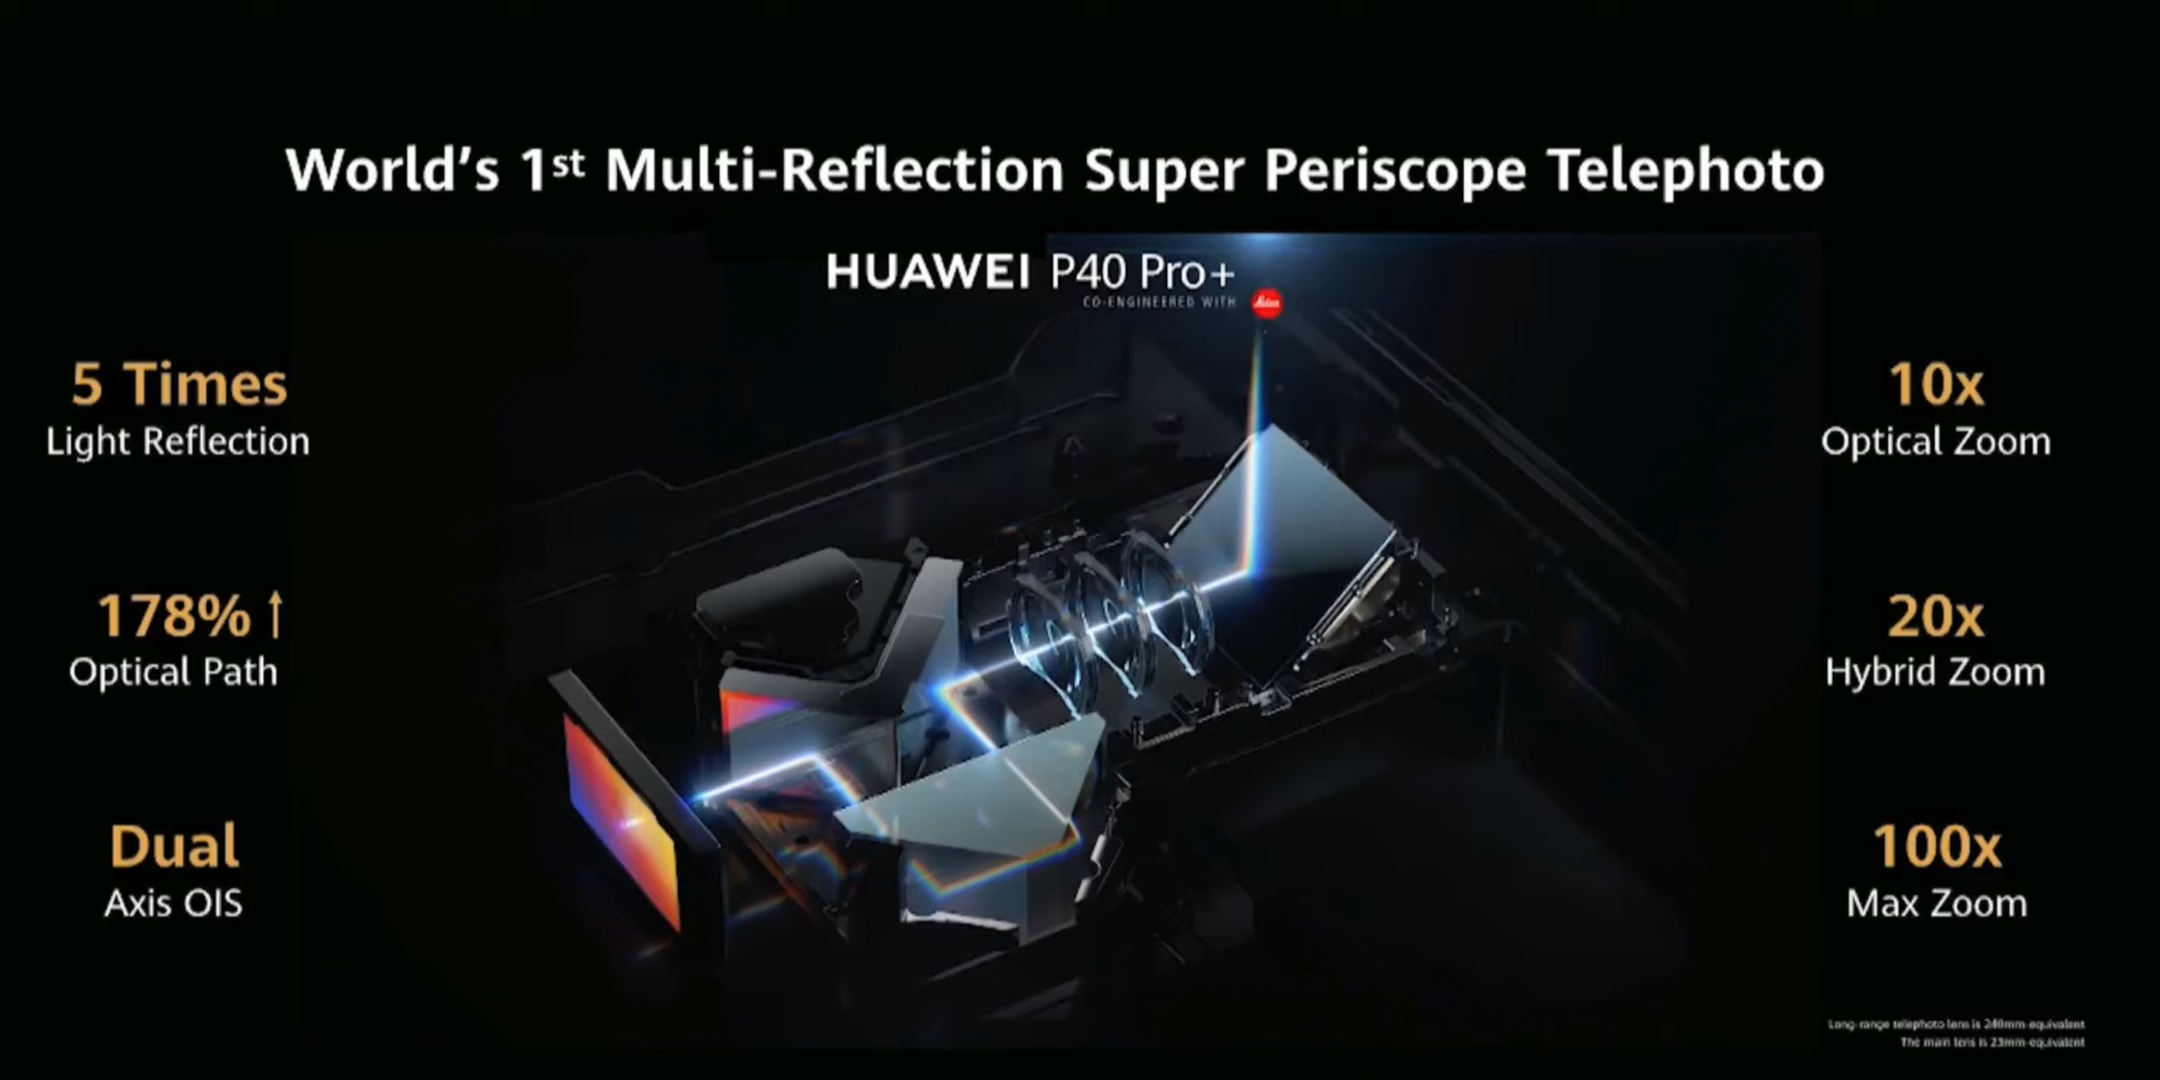 World's 1st Multi-Reflection Super Periscope Telephoto
HUAWEI P40 Pro+
CO-ENGINEERED WITH
Leica
5 Times
Light Reflection
178%↑
Optical Path
Dual
Axis OIS
10x
Optical Zoom
20x
Hybrid Zoom
100x
Max Zoom
Long-range telephoto lens is 240mm-equivalent
The main lens is 23mm-equivalent